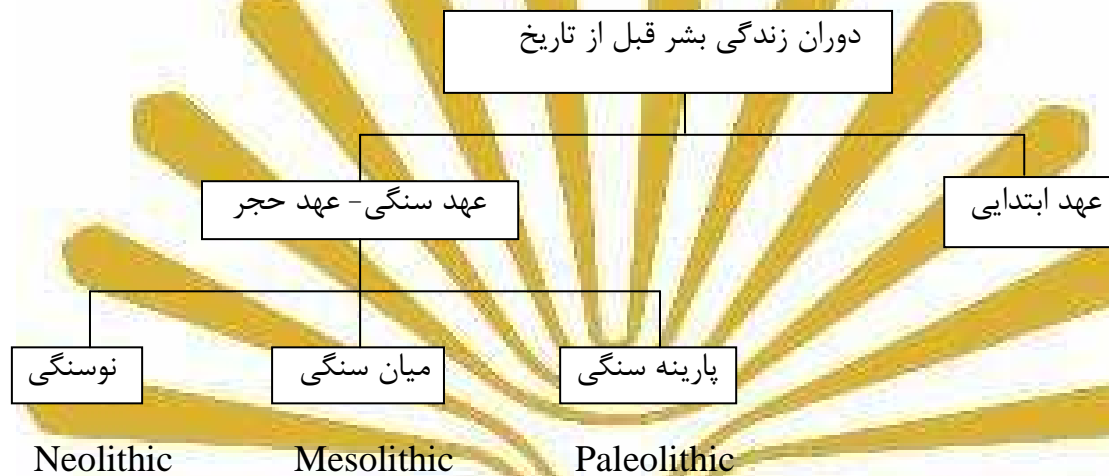 دوران زندگی بشر قبل از تاریخ
عهد ابتدایی
عهد سنگی- عهد حجر
پارینه سنگی
میان سنگی
نوسنگی
Paleolithic
Mesolithic
Neolithic